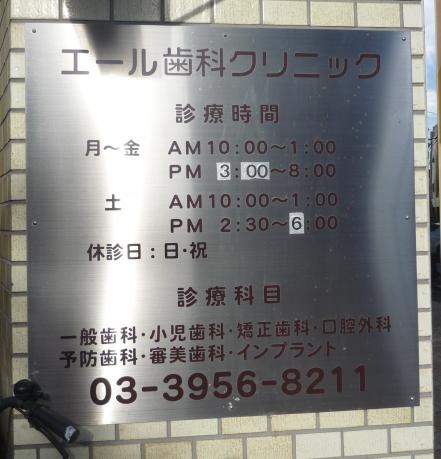 エール歯科クリニック
診療時間
月～金 AM10:00～1:00
PM 3:00～8:00
土 AM10:00～1:00
PM 2:30～6:00
休診日:日・祝
診療科目
一般歯科・小児歯科・矯正歯科・口腔外科
予防歯科・審美歯科・インプラント
03-3956-8211